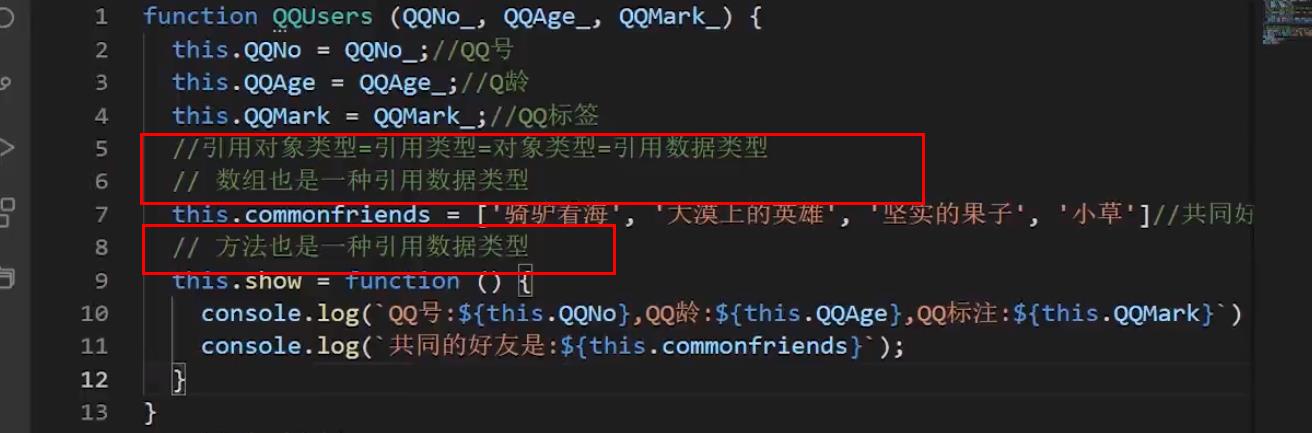 1 function QQUsers (QQNo_, QQAge_, QQMark_) {
2 this.QQNo = QQNo_;//QQ号
3 this.QQAge = QQAge_;//Q龄
4 this.QQMark = QQMark_;//QQ标签
5 //引用对象类型=引用类型=对象类型=引用数据类型
6 // 数组也是一种引用数据类型
7 this.commonfriends = ['骑驴看海', '大漠上的英雄', '坚实的果子', '小草']//共同好
8 // 方法也是一种引用数据类型
9 this.show = function () {
10 console.log(`QQ号:${this.QQNo},QQ龄:${this.QQAge},QQ标注:${this.QQMark}`)
11 console.log(`共同的好友是:${this.commonfriends}`);
12 }
13 }